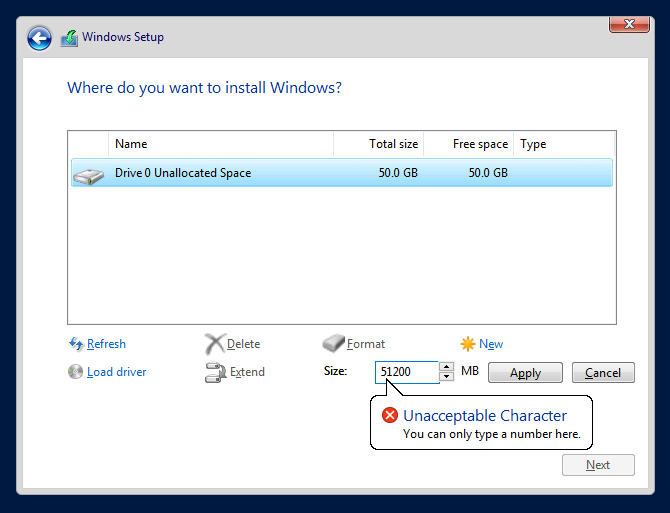 Windows Setup
Where do you want to install Windows?
Name Total size Free space Type
Drive 0 Unallocated Space 50.0 GB 50.0 GB
Refresh Delete Format New
Load driver Extend Size: 51200 MB Apply Cancel
Unacceptable Character
You can only type a number here.
Next